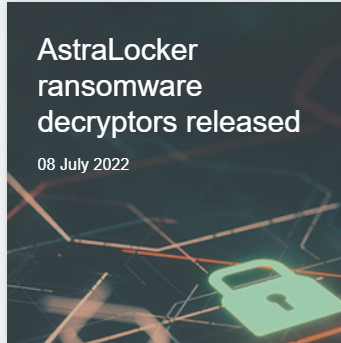 AstraLocker
ransomware
decryptors released
08 July 2022